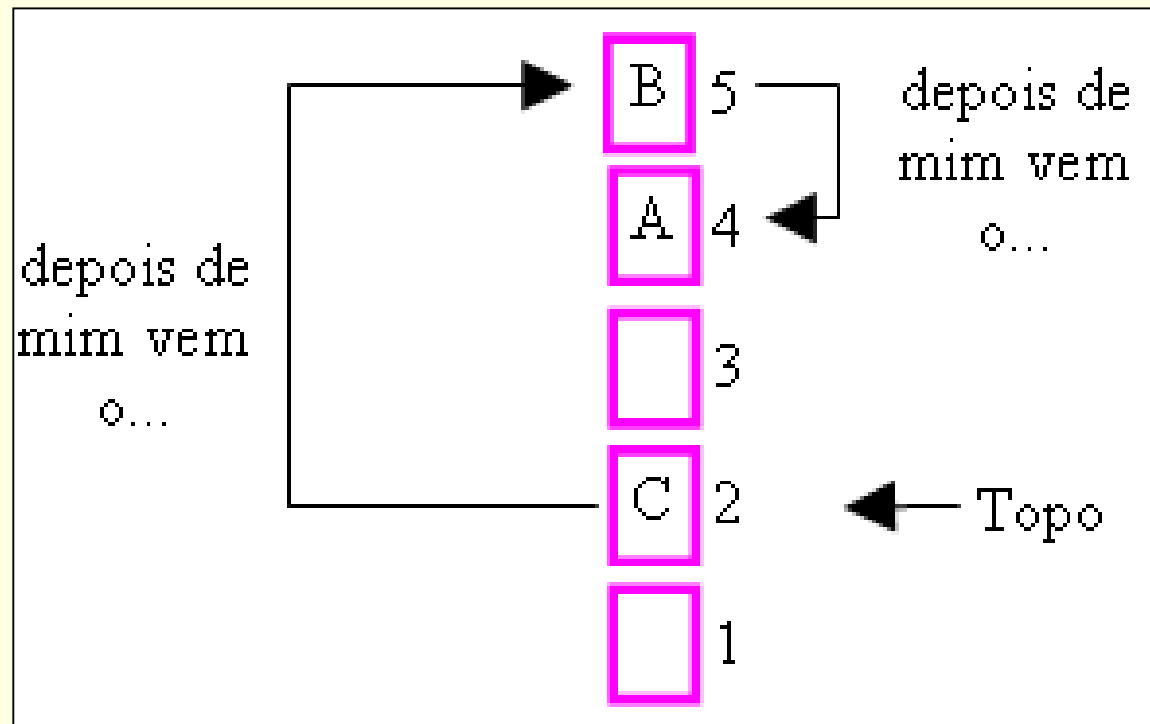 B 5
depois de
mim vem
o...
A 4
depois de
mim vem
o...
3
C 2
Topo
1